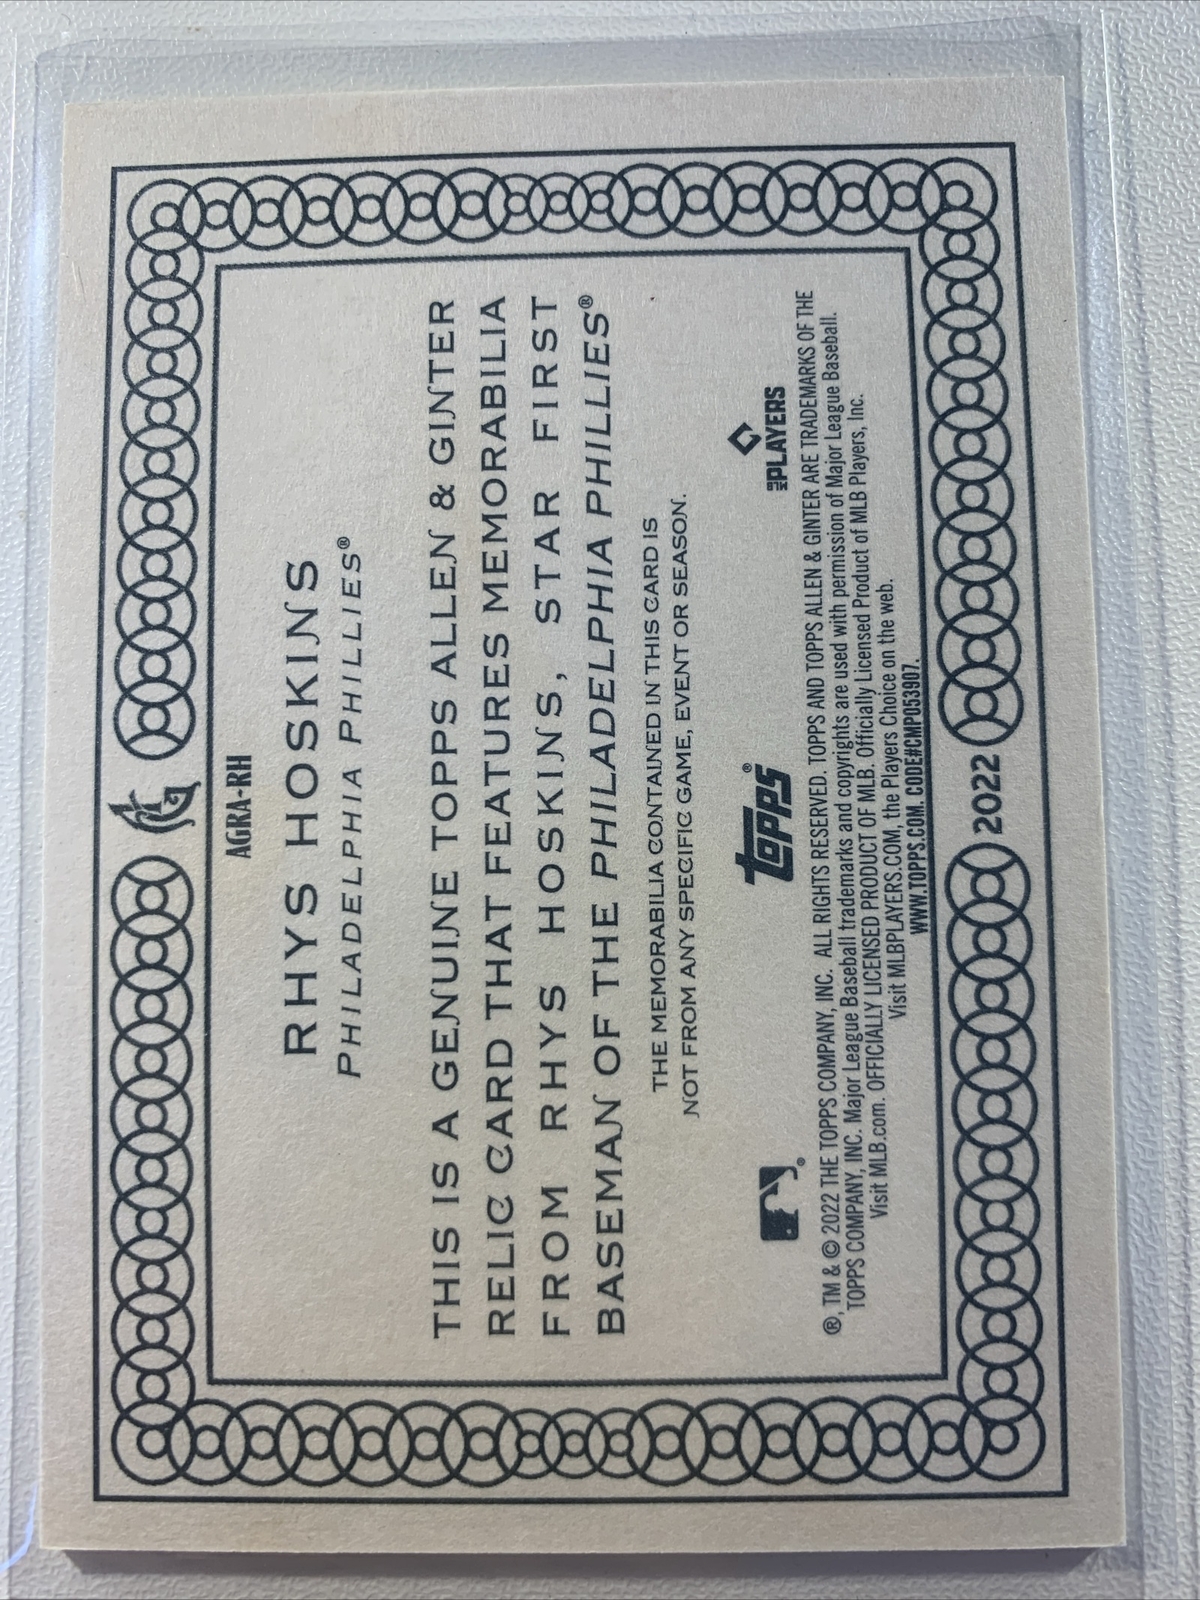 AGRA-RH
RHYS HOSKINS
PHILADELPHIA PHILLIES®
THIS IS A GENUINE TOPPS ALLEN & GINTER
RELIC CARD THAT FEATURES MEMORABILIA
FROM RHYS HOSKINS, STAR FIRST
BASEMAN OF THE PHILADELPHIA PHILLIES®
THE MEMORABILIA CONTAINED IN THIS CARD IS
NOT FROM ANY SPECIFIC GAME, EVENT OR SEASON.
® topps® MLB PLAYERS
®, TM & © 2022 THE TOPPS COMPANY, INC. ALL RIGHTS RESERVED. TOPPS AND TOPPS ALLEN & GINTER ARE TRADEMARKS OF THE
TOPPS COMPANY, INC. Major League Baseball trademarks and copyrights are used with permission of Major League Baseball.
Visit MLB.com. OFFICIALLY LICENSED PRODUCT OF MLB. Officially Licensed Product of MLB Players, Inc.
Visit MLBPLAYERS.COM, the Players Choice on the web.
WWW.TOPPS.COM. CODE#CMP053907.
2022